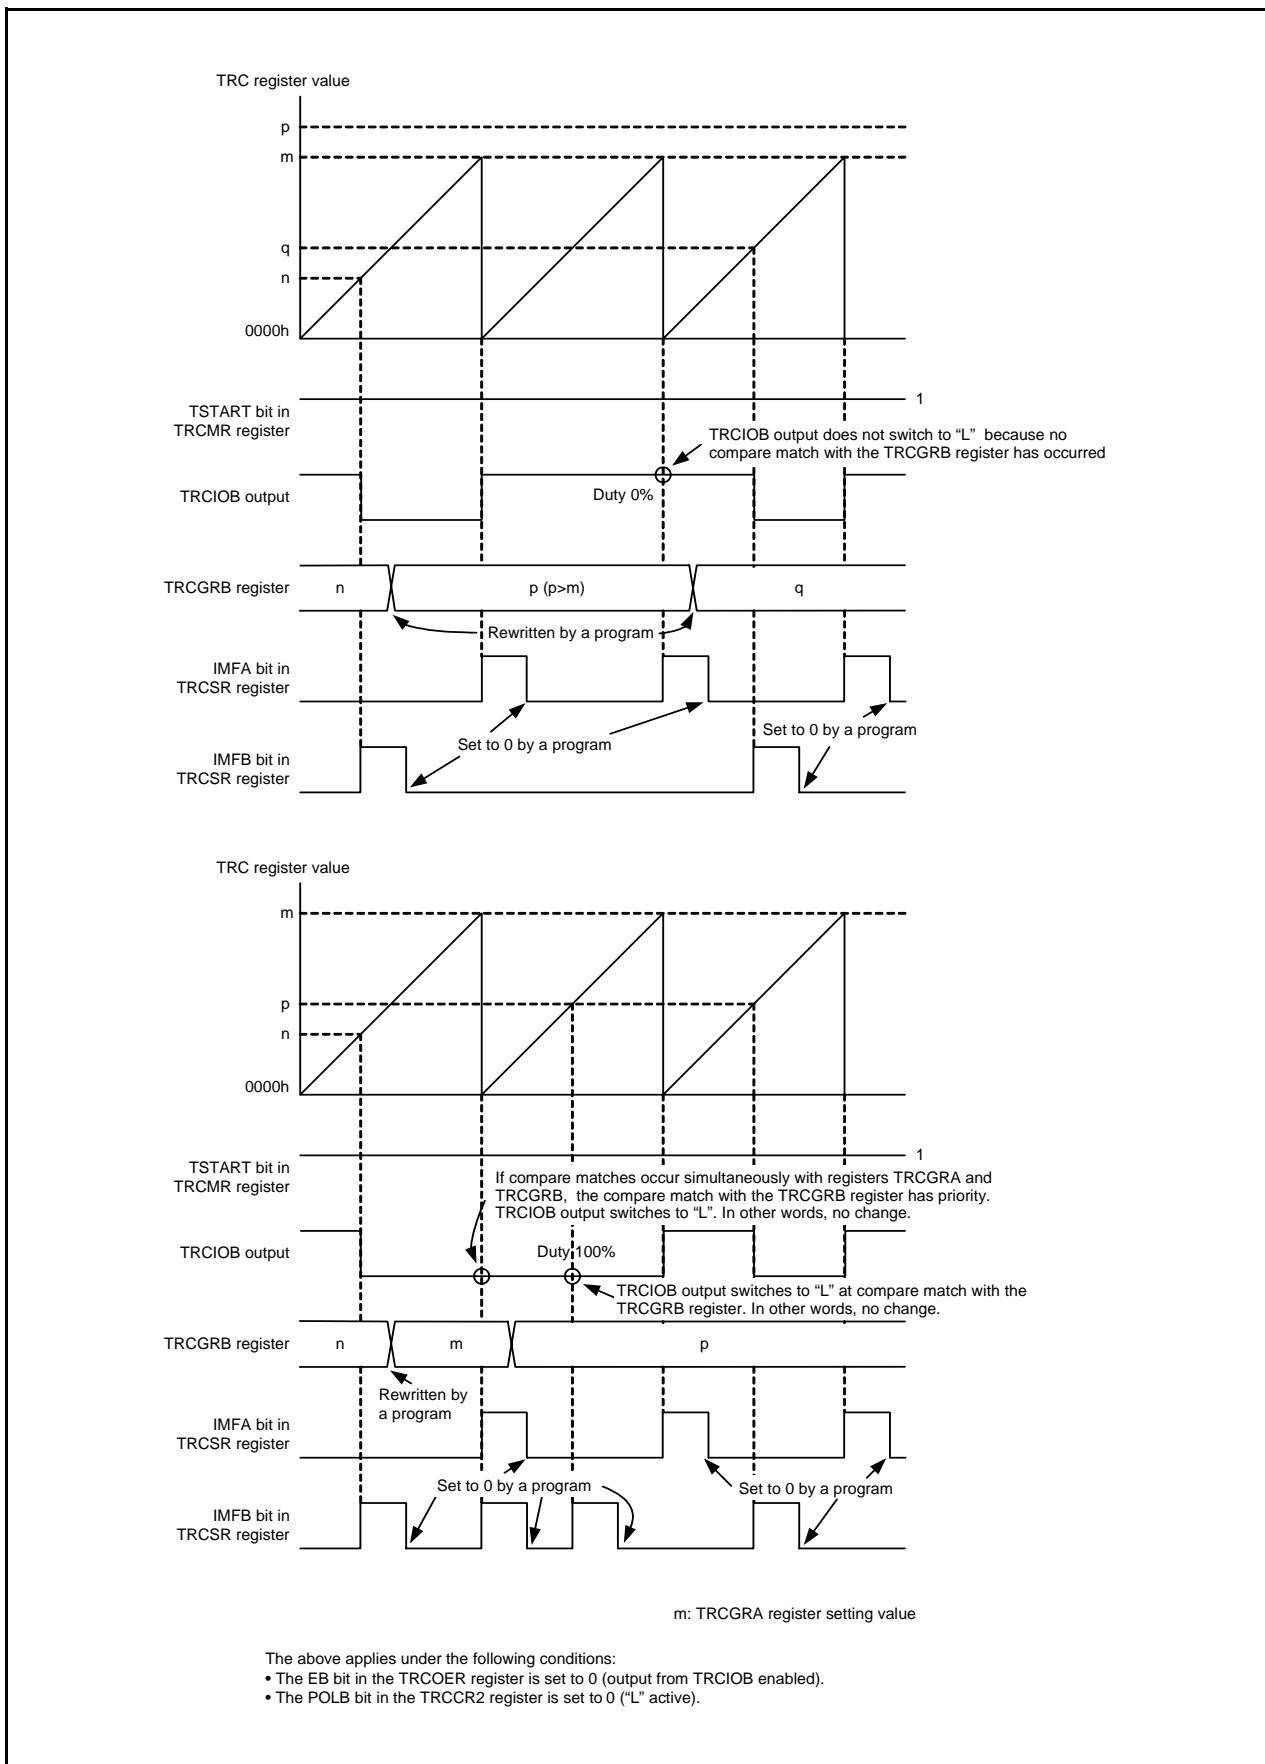 TRC register value
p
m
q
n
0000h
TSTART bit in
TRCMR register
1
TRCIOB output does not switch to “L” because no
compare match with the TRCGRB register has occurred
TRCIOB output
Duty 0%
TRCGRB register
n
p (p>m)
q
Rewritten by a program
IMFA bit in
TRCSR register
Set to 0 by a program
Set to 0 by a program
IMFB bit in
TRCSR register
TRC register value
m
p
n
0000h
TSTART bit in
TRCMR register
1
If compare matches occur simultaneously with registers TRCGRA and
TRCGRB, the compare match with the TRCGRB register has priority.
TRCIOB output switches to “L”. In other words, no change.
TRCIOB output
Duty 100%
TRCIOB output switches to “L” at compare match with the
TRCGRB register. In other words, no change.
TRCGRB register
n
m
p
Rewritten by
a program
IMFA bit in
TRCSR register
Set to 0 by a program
Set to 0 by a program
IMFB bit in
TRCSR register
m: TRCGRA register setting value
The above applies under the following conditions:
• The EB bit in the TRCOER register is set to 0 (output from TRCIOB enabled).
• The POLB bit in the TRCCR2 register is set to 0 (“L” active).